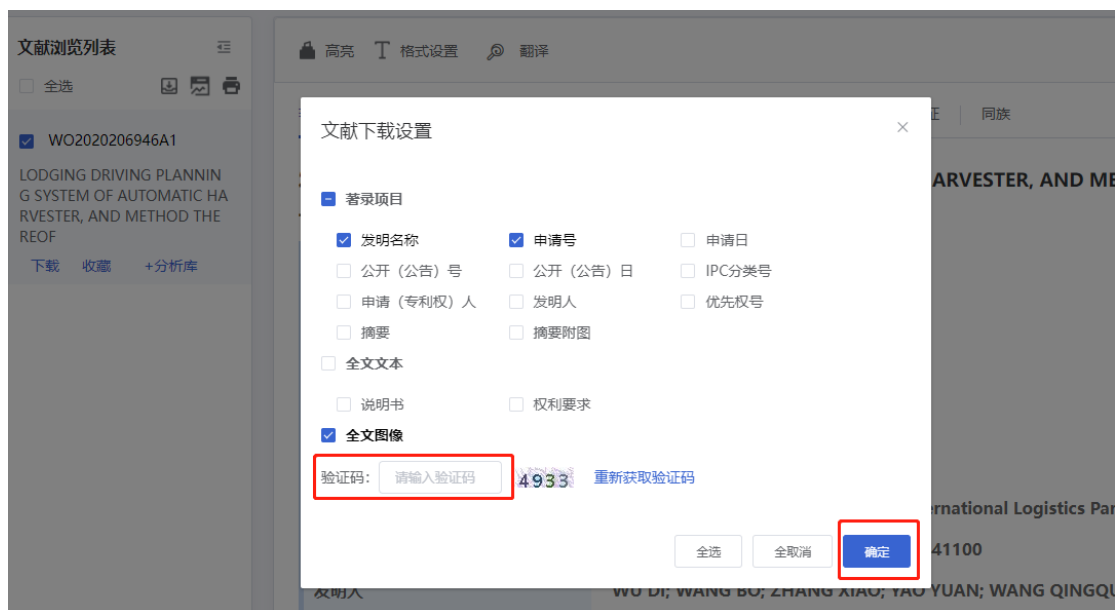 文献浏览列表
全选
WO2020206946A1
LODGING DRIVING PLANNIN
G SYSTEM OF AUTOMATIC HA
RVESTER, AND METHOD THE
REOF
下载 收藏 +分析库
高亮 格式设置 翻译
同族
ARVESTER, AND ME
文献下载设置
著录项目
发明名称 申请号 申请日
公开（公告）号 公开（公告）日 IPC分类号
申请（专利权）人 发明人 优先权号
摘要 摘要附图
全文文本
说明书 权利要求
全文图像
验证码： 请输入验证码 4933 重新获取验证码
ernational Logistics Par
全选 全取消 确定
41100
发明人 WU DI; WANG BO; ZHANG XIAO; YAO YUAN; WANG QINGQU